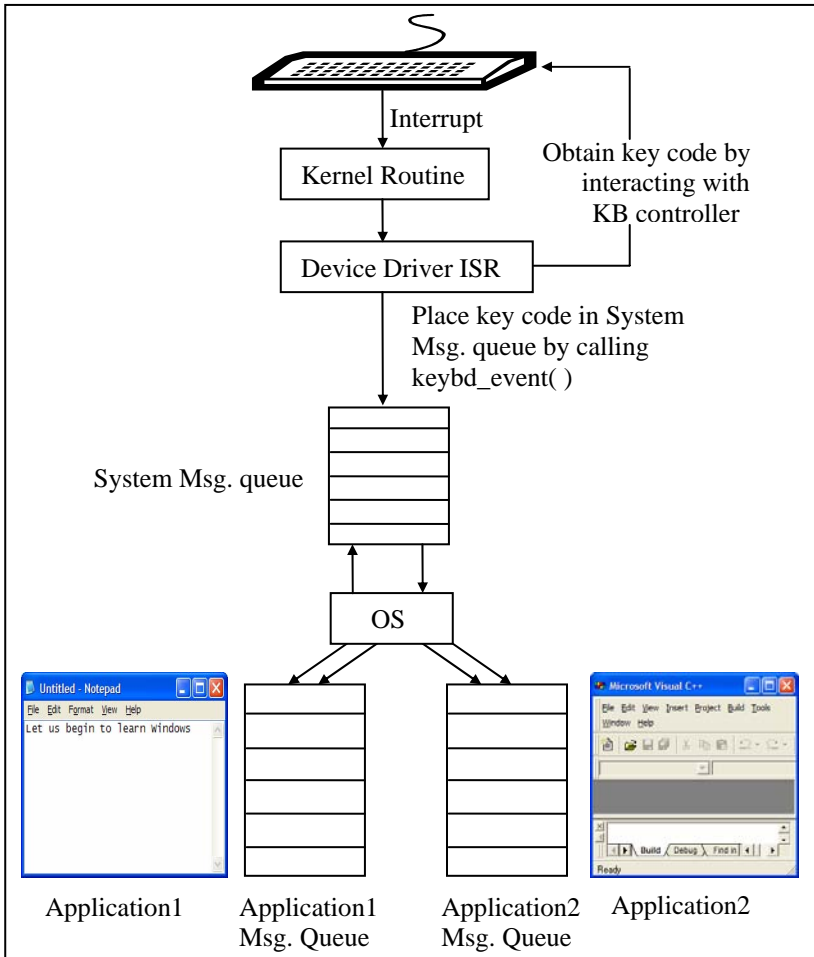 Interrupt
Obtain key code by
interacting with
KB controller
Kernel Routine
Device Driver ISR
Place key code in System
Msg. queue by calling
keybd_event( )
System Msg. queue
OS
Untitled - Notepad
File Edit Format View Help
Let us begin to learn Windows
Microsoft Visual C++
File Edit View Insert Project Build Tools
Window Help
Build Debug Find in
Ready
Application1
Application1
Msg. Queue
Application2
Msg. Queue
Application2